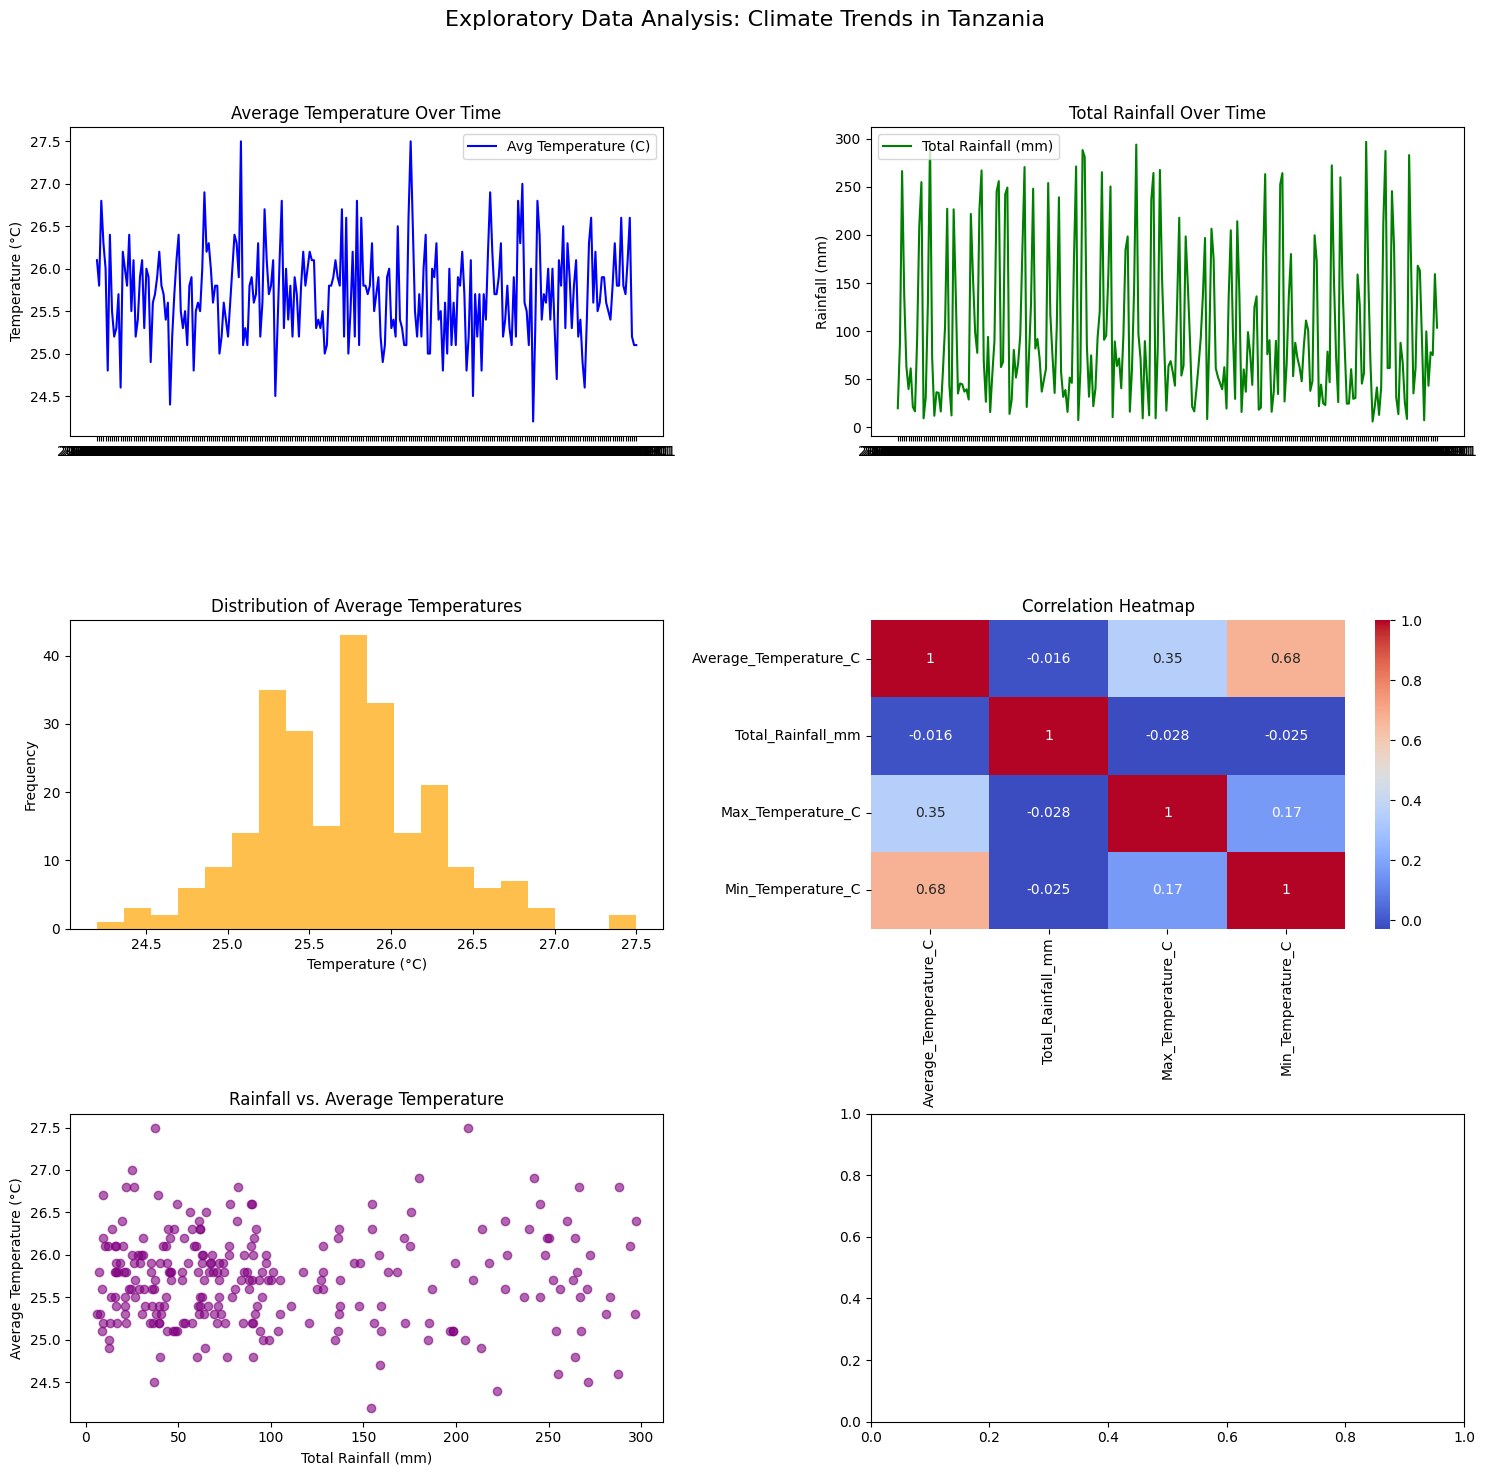 Exploratory Data Analysis: Climate Trends in Tanzania
Average Temperature Over Time
Avg Temperature (C)
Temperature (°C)
27.5
27.0
26.5
26.0
25.5
25.0
24.5
Total Rainfall Over Time
Total Rainfall (mm)
Rainfall (mm)
300
250
200
150
100
50
0
Distribution of Average Temperatures
Frequency
40
30
20
10
0
24.5 25.0 25.5 26.0 26.5 27.0 27.5
Temperature (°C)
Correlation Heatmap
Average_Temperature_C 1 -0.016 0.35 0.68
Total_Rainfall_mm -0.016 1 -0.028 -0.025
Max_Temperature_C 0.35 -0.028 1 0.17
Min_Temperature_C 0.68 -0.025 0.17 1
Average_Temperature_C
Total_Rainfall_mm
Max_Temperature_C
Min_Temperature_C
1.0
0.8
0.6
0.4
0.2
0.0
Rainfall vs. Average Temperature
Average Temperature (°C)
27.5
27.0
26.5
26.0
25.5
25.0
24.5
0 50 100 150 200 250 300
Total Rainfall (mm)
1.0
0.8
0.6
0.4
0.2
0.0
0.0 0.2 0.4 0.6 0.8 1.0